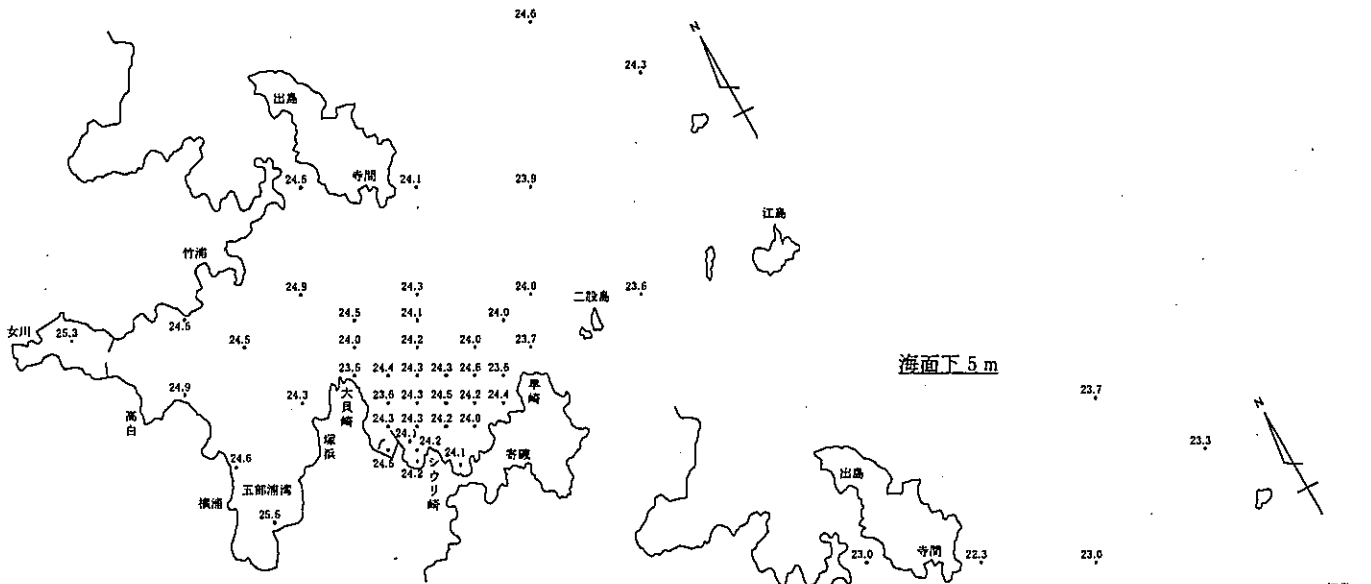 24.6
24.3
N
出島
寺間
24.5 24.1 23.9
江島
竹浦
24.9 24.3 24.0 23.6
二股島
24.5 24.5 24.1 24.0
女川
25.3
24.5 24.0 24.2 24.0 23.7
23.5 24.4 24.3 24.3 24.6 23.5
海面下 5 m
24.9 24.3 23.6 24.3 24.5 24.2 24.4
早崎
大貝崎
高白
24.3 24.3 24.2 24.0
塚浜
24.1 24.2
24.5 24.2 24.1
シウリ崎
寄磯
24.6
五部浦湾
横浦
25.6
23.7
23.3
N
出島
寺間
23.0 22.3 23.0